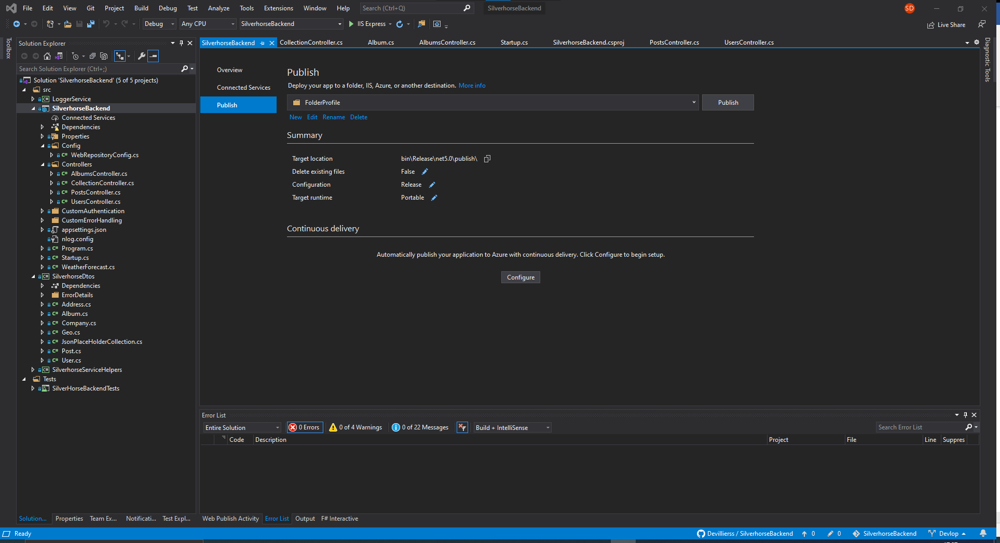 File Edit View Git Project Build Debug Test Analyze Tools Extensions Window Help Search (Ctrl+Q) SilverhorseBackend SD
Debug Any CPU SilverhorseBackend IIS Express Live Share
Toolbox
Solution Explorer
Search Solution Explorer (Ctrl+;)
Solution 'SilverhorseBackend' (5 of 5 projects)
src
LoggerService
SilverhorseBackend
Connected Services
Dependencies
Properties
Config
WebRepositoryConfig.cs
Controllers
AlbumsController.cs
CollectionController.cs
PostsController.cs
UsersController.cs
CustomAuthentication
CustomErrorHandling
appsettings.json
nlog.config
Program.cs
Startup.cs
WeatherForecast.cs
SilverhorseDtos
Dependencies
ErrorDetails
Address.cs
Album.cs
Company.cs
Geo.cs
JsonPlaceHolderCollection.cs
Post.cs
User.cs
SilverhorseServiceHelpers
Tests
SilverHorseBackendTests
Solution... Properties Team Ex... Notificati... Test Expl...
SilverhorseBackend CollectionController.cs Album.cs AlbumsController.cs Startup.cs SilverhorseBackend.csproj PostsController.cs UsersController.cs
Overview
Connected Services
Publish
Publish
Deploy your app to a folder, IIS, Azure, or another destination. More info
FolderProfile Publish
New Edit Rename Delete
Summary
Target location bin\Release\net5.0\publish\
Delete existing files False
Configuration Release
Target runtime Portable
Continuous delivery
Automatically publish your application to Azure with continuous delivery. Click Configure to begin setup.
Configure
Diagnostic Tools
Error List
Entire Solution 0 Errors 0 of 4 Warnings 0 of 22 Messages Build + IntelliSense Search Error List
Code Description Project File Line Suppres
Web Publish Activity Error List Output F# Interactive
Ready Devillierss / SilverhorseBackend 0 0 SilverhorseBackend Devlop